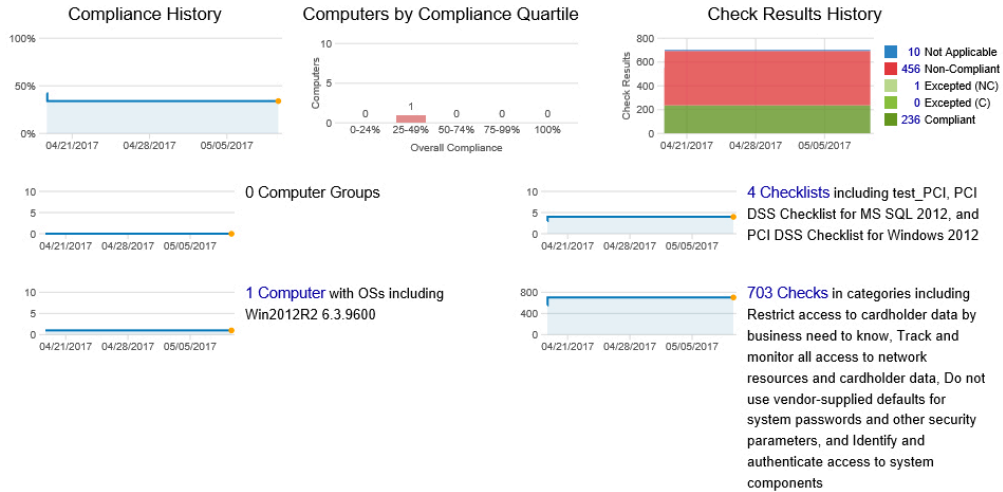 Compliance History
100%
50%
0%
04/21/2017 04/28/2017 05/05/2017
Computers by Compliance Quartile
Computers
10
5
0
0 1 0 0 0
0-24% 25-49% 50-74% 75-99% 100%
Overall Compliance
Check Results History
Check Results
800
600
400
200
0
04/21/2017 04/28/2017 05/05/2017
10 Not Applicable
456 Non-Compliant
1 Excepted (NC)
0 Excepted (C)
236 Compliant
10
5
0
04/21/2017 04/28/2017 05/05/2017
0 Computer Groups
10
5
0
04/21/2017 04/28/2017 05/05/2017
4 Checklists including test_PCI, PCI
DSS Checklist for MS SQL 2012, and
PCI DSS Checklist for Windows 2012
10
5
0
04/21/2017 04/28/2017 05/05/2017
1 Computer with OSs including
Win2012R2 6.3.9600
800
400
0
04/21/2017 04/28/2017 05/05/2017
703 Checks in categories including
Restrict access to cardholder data by
business need to know, Track and
monitor all access to network
resources and cardholder data, Do not
use vendor-supplied defaults for
system passwords and other security
parameters, and Identify and
authenticate access to system
components